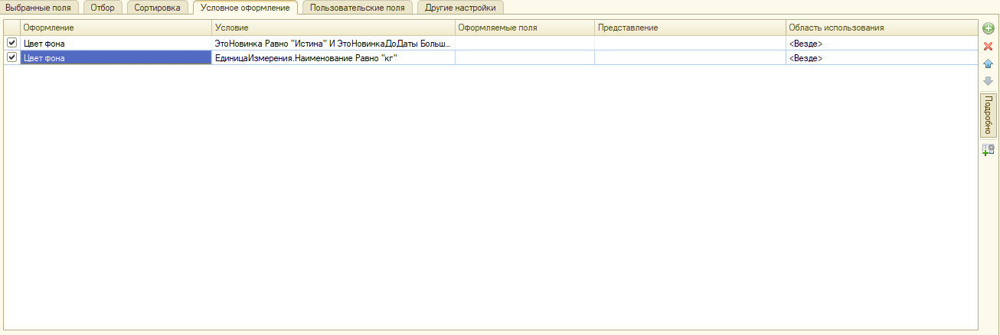 Выбранные поля Отбор Сортировка Условное оформление Пользовательские поля Другие настройки
Оформление Условие Оформляемые поля Представление Область использования
Цвет фона ЭтоНовинка Равно "Истина" И ЭтоНовинкаДоДаты Больш... <Везде>
Цвет фона ЕдиницаИзмерения.Наименование Равно "кг" <Везде>
Подробно